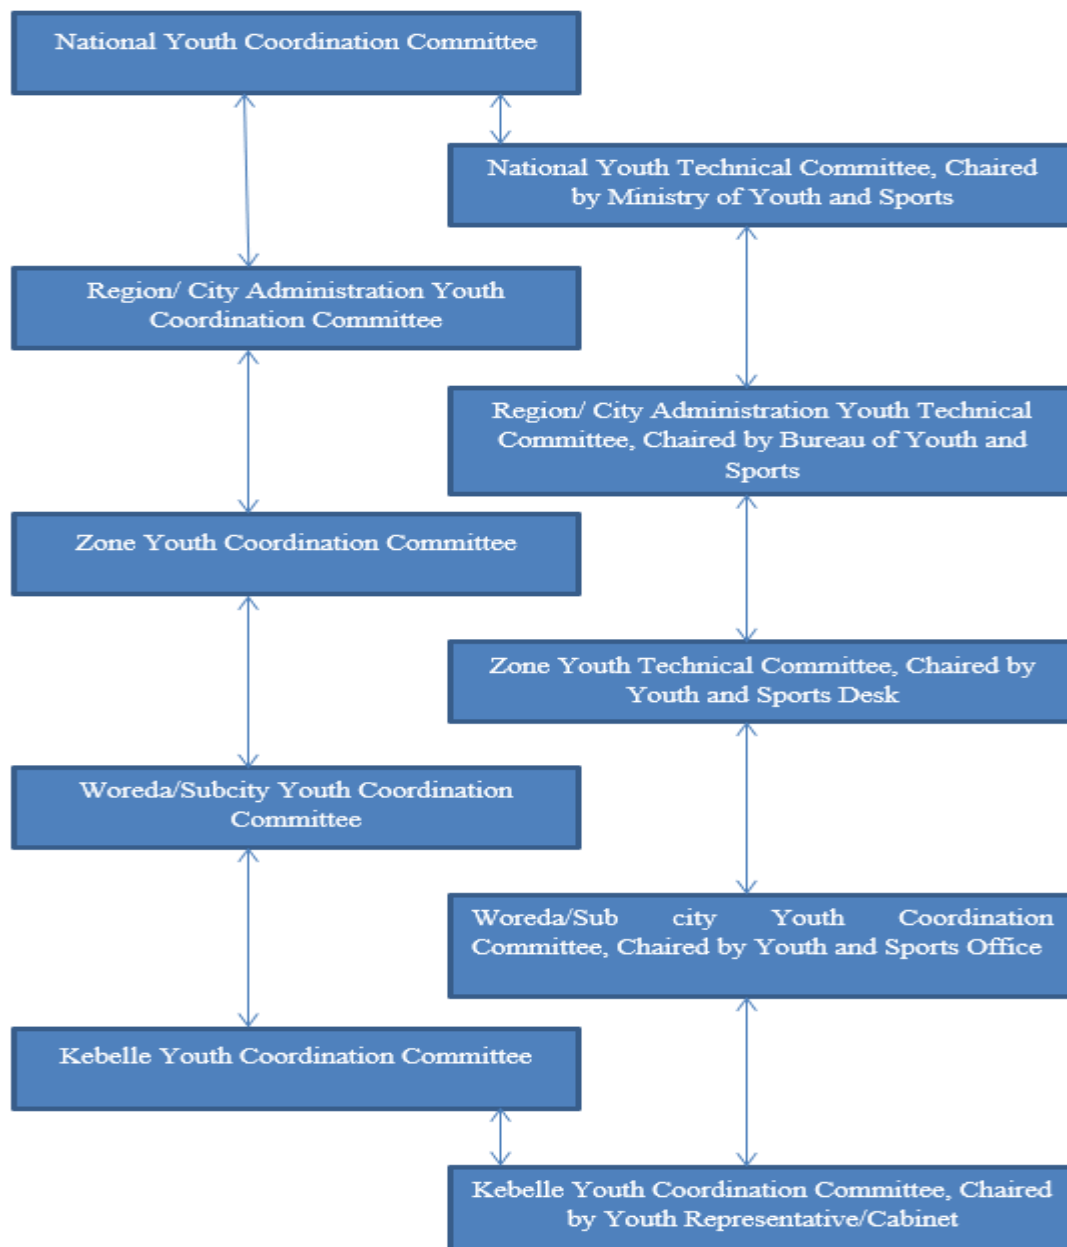 National Youth Coordination Committee
National Youth Technical Committee, Chaired
by Ministry of Youth and Sports
Region/ City Administration Youth
Coordination Committee
Region/ City Administration Youth Technical
Committee, Chaired by Bureau of Youth and
Sports
Zone Youth Coordination Committee
Zone Youth Technical Committee, Chaired by
Youth and Sports Desk
Woreda/Subcity Youth Coordination
Committee
Woreda/Sub city Youth Coordination
Committee, Chaired by Youth and Sports Office
Kebelle Youth Coordination Committee
Kebelle Youth Coordination Committee, Chaired
by Youth Representative/Cabinet